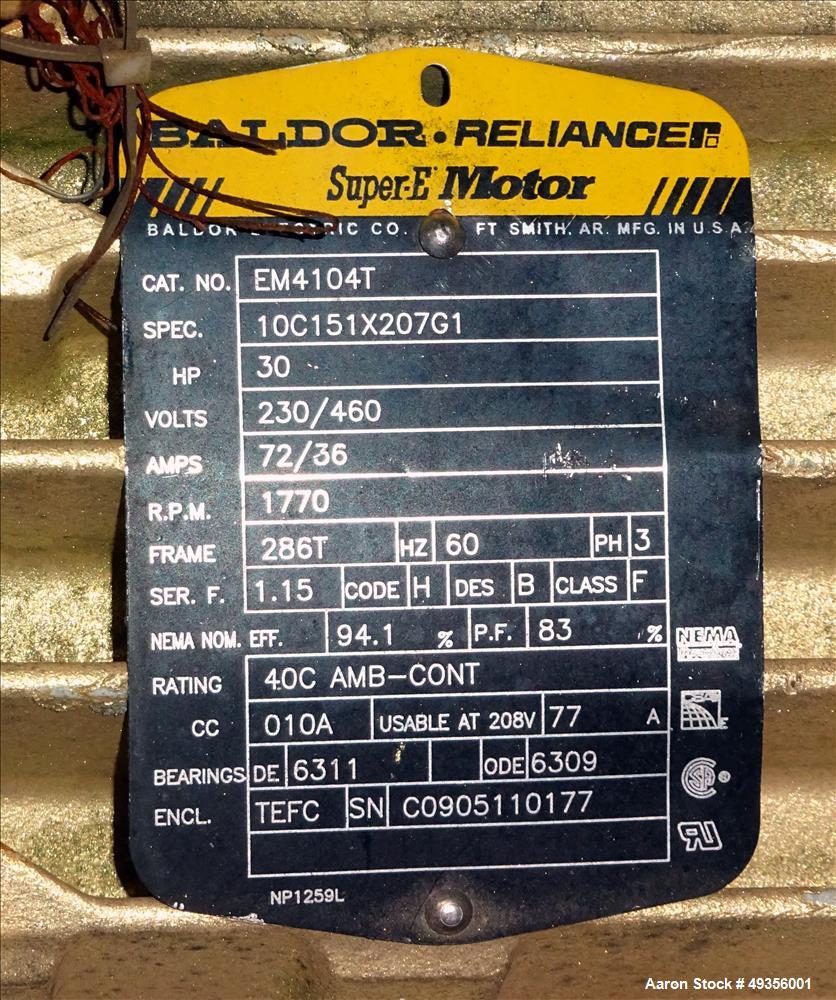 BALDOR • RELIANCE
Super-E Motor
BALDOR ELECTRIC CO. FT SMITH, AR. MFG. IN U.S.A.
CAT. NO. EM4104T
SPEC. 10C151X207G1
HP 30
VOLTS 230/460
AMPS 72/36
R.P.M. 1770
FRAME 286T HZ 60 PH 3
SER. F. 1.15 CODE H DES B CLASS F
NEMA NOM. EFF. 94.1 % P.F. 83 %
NEMA
RATING 40C AMB-CONT
CC 010A USABLE AT 208V 77 A
BEARINGS DE 6311 ODE 6309
ENCL. TEFC SN C0905110177
NP1259L
Aaron Stock # 49356001